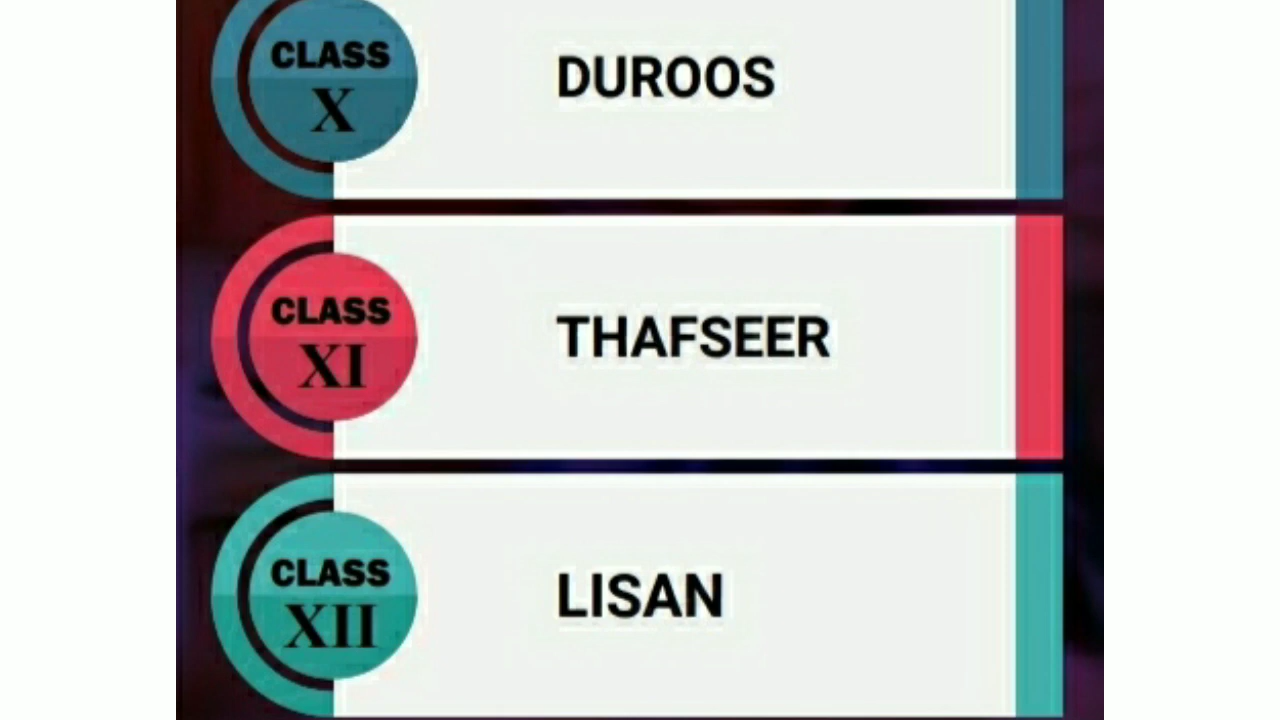 CLASS
X
DUROOS
CLASS
XI
THAFSEER
CLASS
XII
LISAN